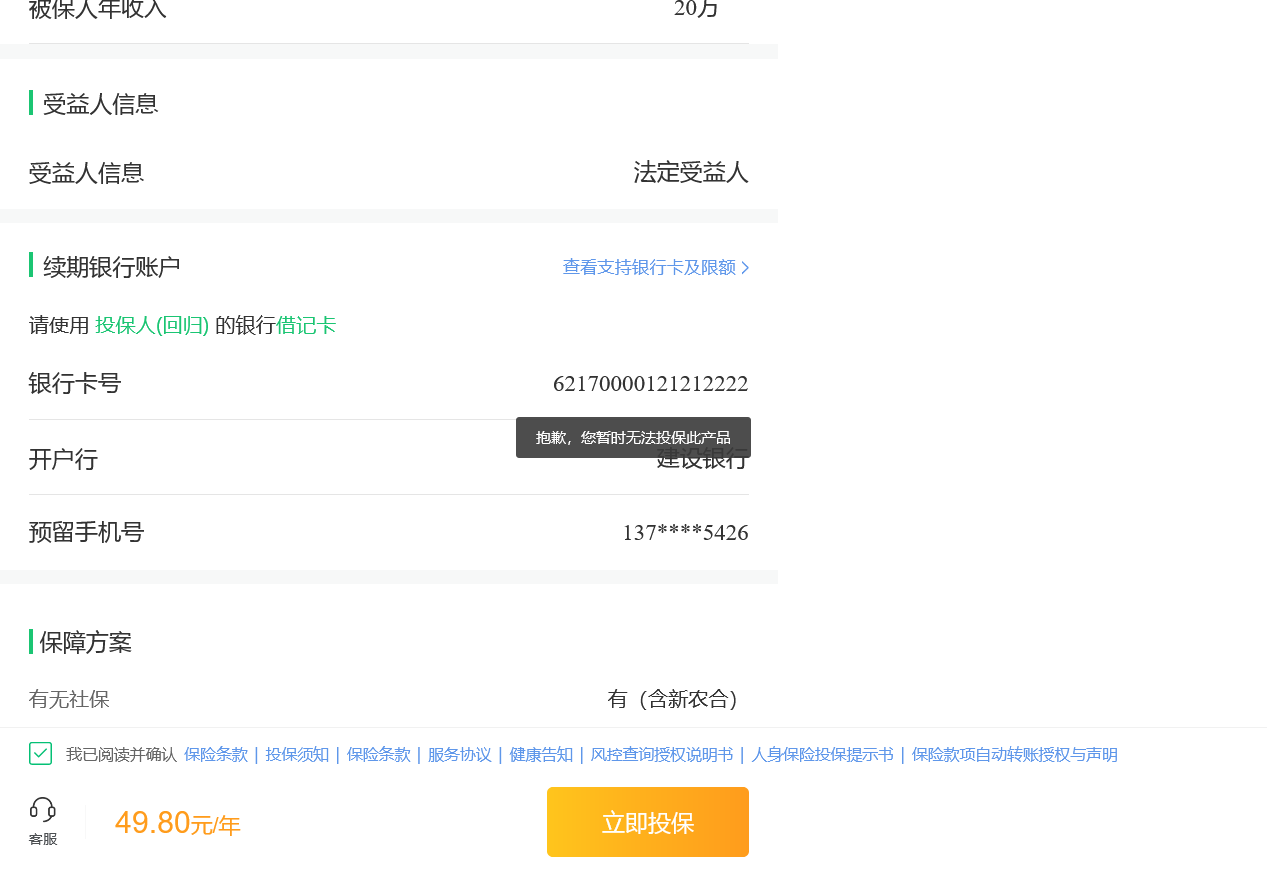 被保人年收入 20万
受益人信息
受益人信息 法定受益人
续期银行账户 查看支持银行卡及限额
请使用 投保人(回归) 的银行借记卡
银行卡号 62170000121212222
抱歉，您暂时无法投保此产品
开户行 建设银行
预留手机号 137****5426
保障方案
有无社保 有（含新农合）
我已阅读并确认 保险条款 | 投保须知 | 保险条款 | 服务协议 | 健康告知 | 风控查询授权说明书 | 人身保险投保提示书 | 保险款项自动转账授权与声明
客服 49.80元/年 立即投保